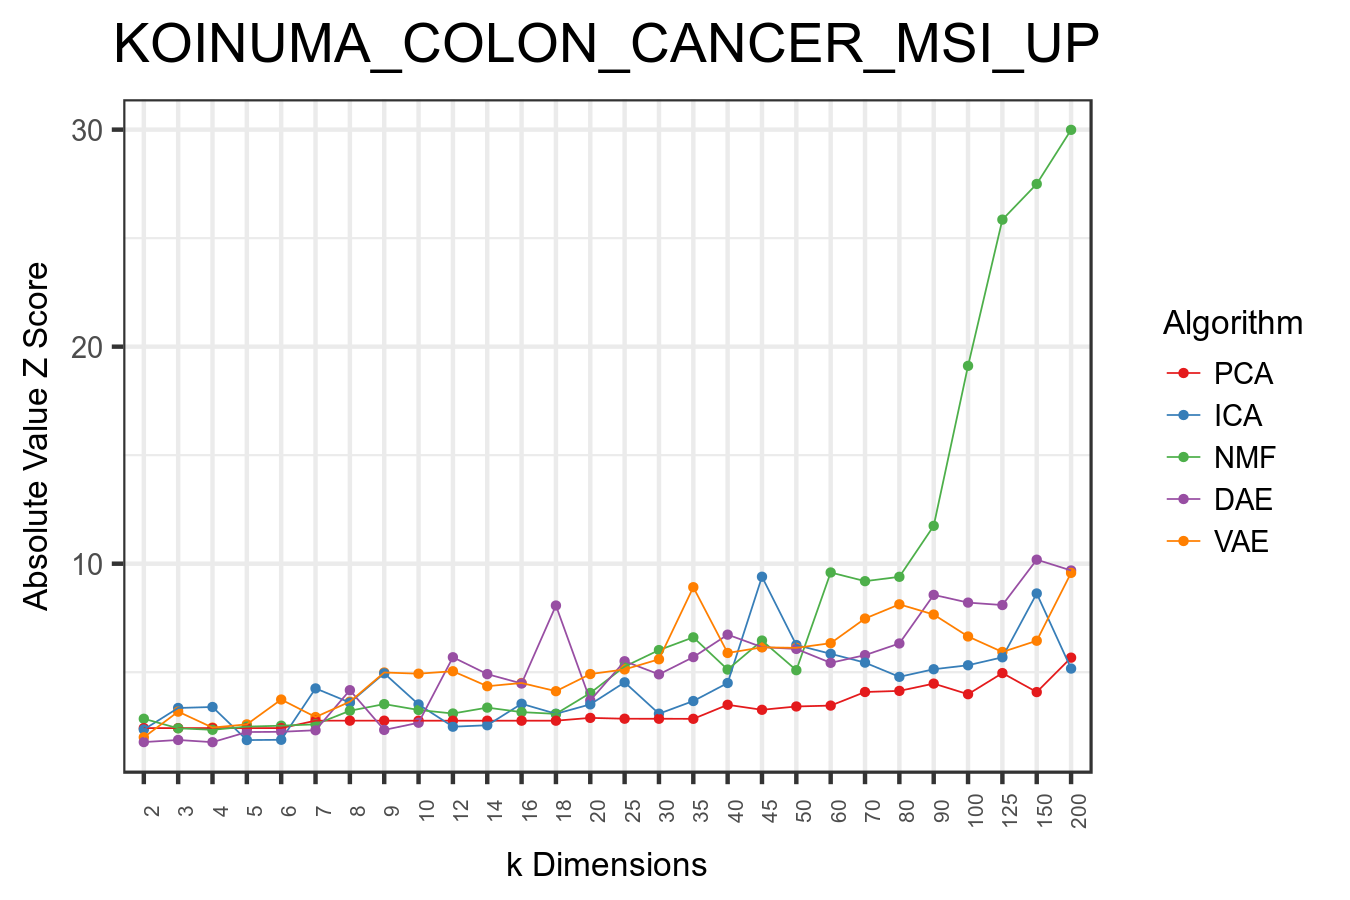 KOINUMA_COLON_CANCER_MSI_UP
Absolute Value Z Score
30
20
10
2 3 4 5 6 7 8 9 10 12 14 16 18 20 25 30 35 40 45 50 60 70 80 90 100 125 150 200
k Dimensions
Algorithm
PCA
ICA
NMF
DAE
VAE